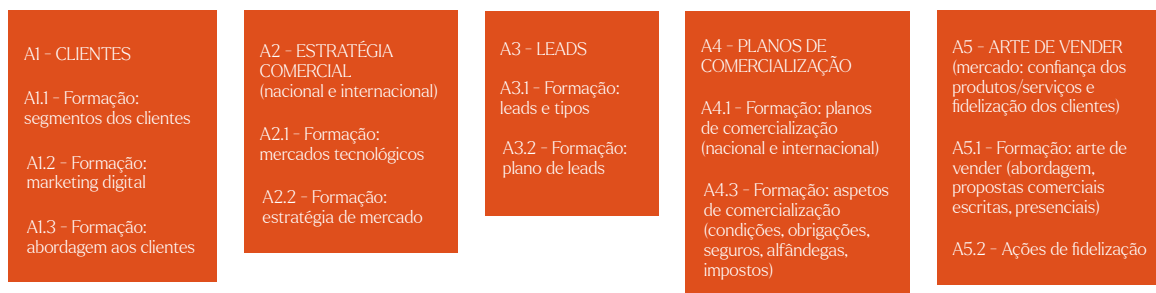 A1 - CLIENTES
A1.1 - Formação:
segmentos dos clientes
A1.2 - Formação:
marketing digital
A1.3 - Formação:
abordagem aos clientes
A2 - ESTRATÉGIA
COMERCIAL
(nacional e internacional)
A2.1 - Formação:
mercados tecnológicos
A2.2 - Formação:
estratégia de mercado
A3 - LEADS
A3.1 - Formação:
leads e tipos
A3.2 - Formação:
plano de leads
A4 - PLANOS DE
COMERCIALIZAÇÃO
A4.1 - Formação: planos
de comercialização
(nacional e internacional)
A4.3 - Formação: aspetos
de comercialização
(condições, obrigações,
seguros, alfândegas,
impostos)
A5 - ARTE DE VENDER
(mercado: confiança dos
produtos/serviços e
fidelização dos clientes)
A5.1 - Formação: arte de
vender (abordagem,
propostas comerciais
escritas, presenciais)
A5.2 - Ações de fidelização